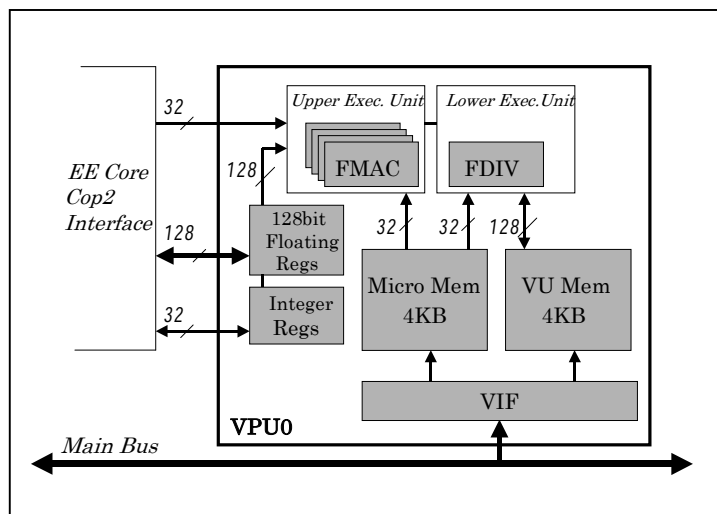 Upper Exec. Unit
Lower Exec.Unit
32
FMAC
FDIV
128
EE Core
Cop2
Interface
32
32
128
128
128bit
Floating
Regs
Micro Mem
4KB
VU Mem
4KB
32
Integer
Regs
VIF
VPU0
Main Bus